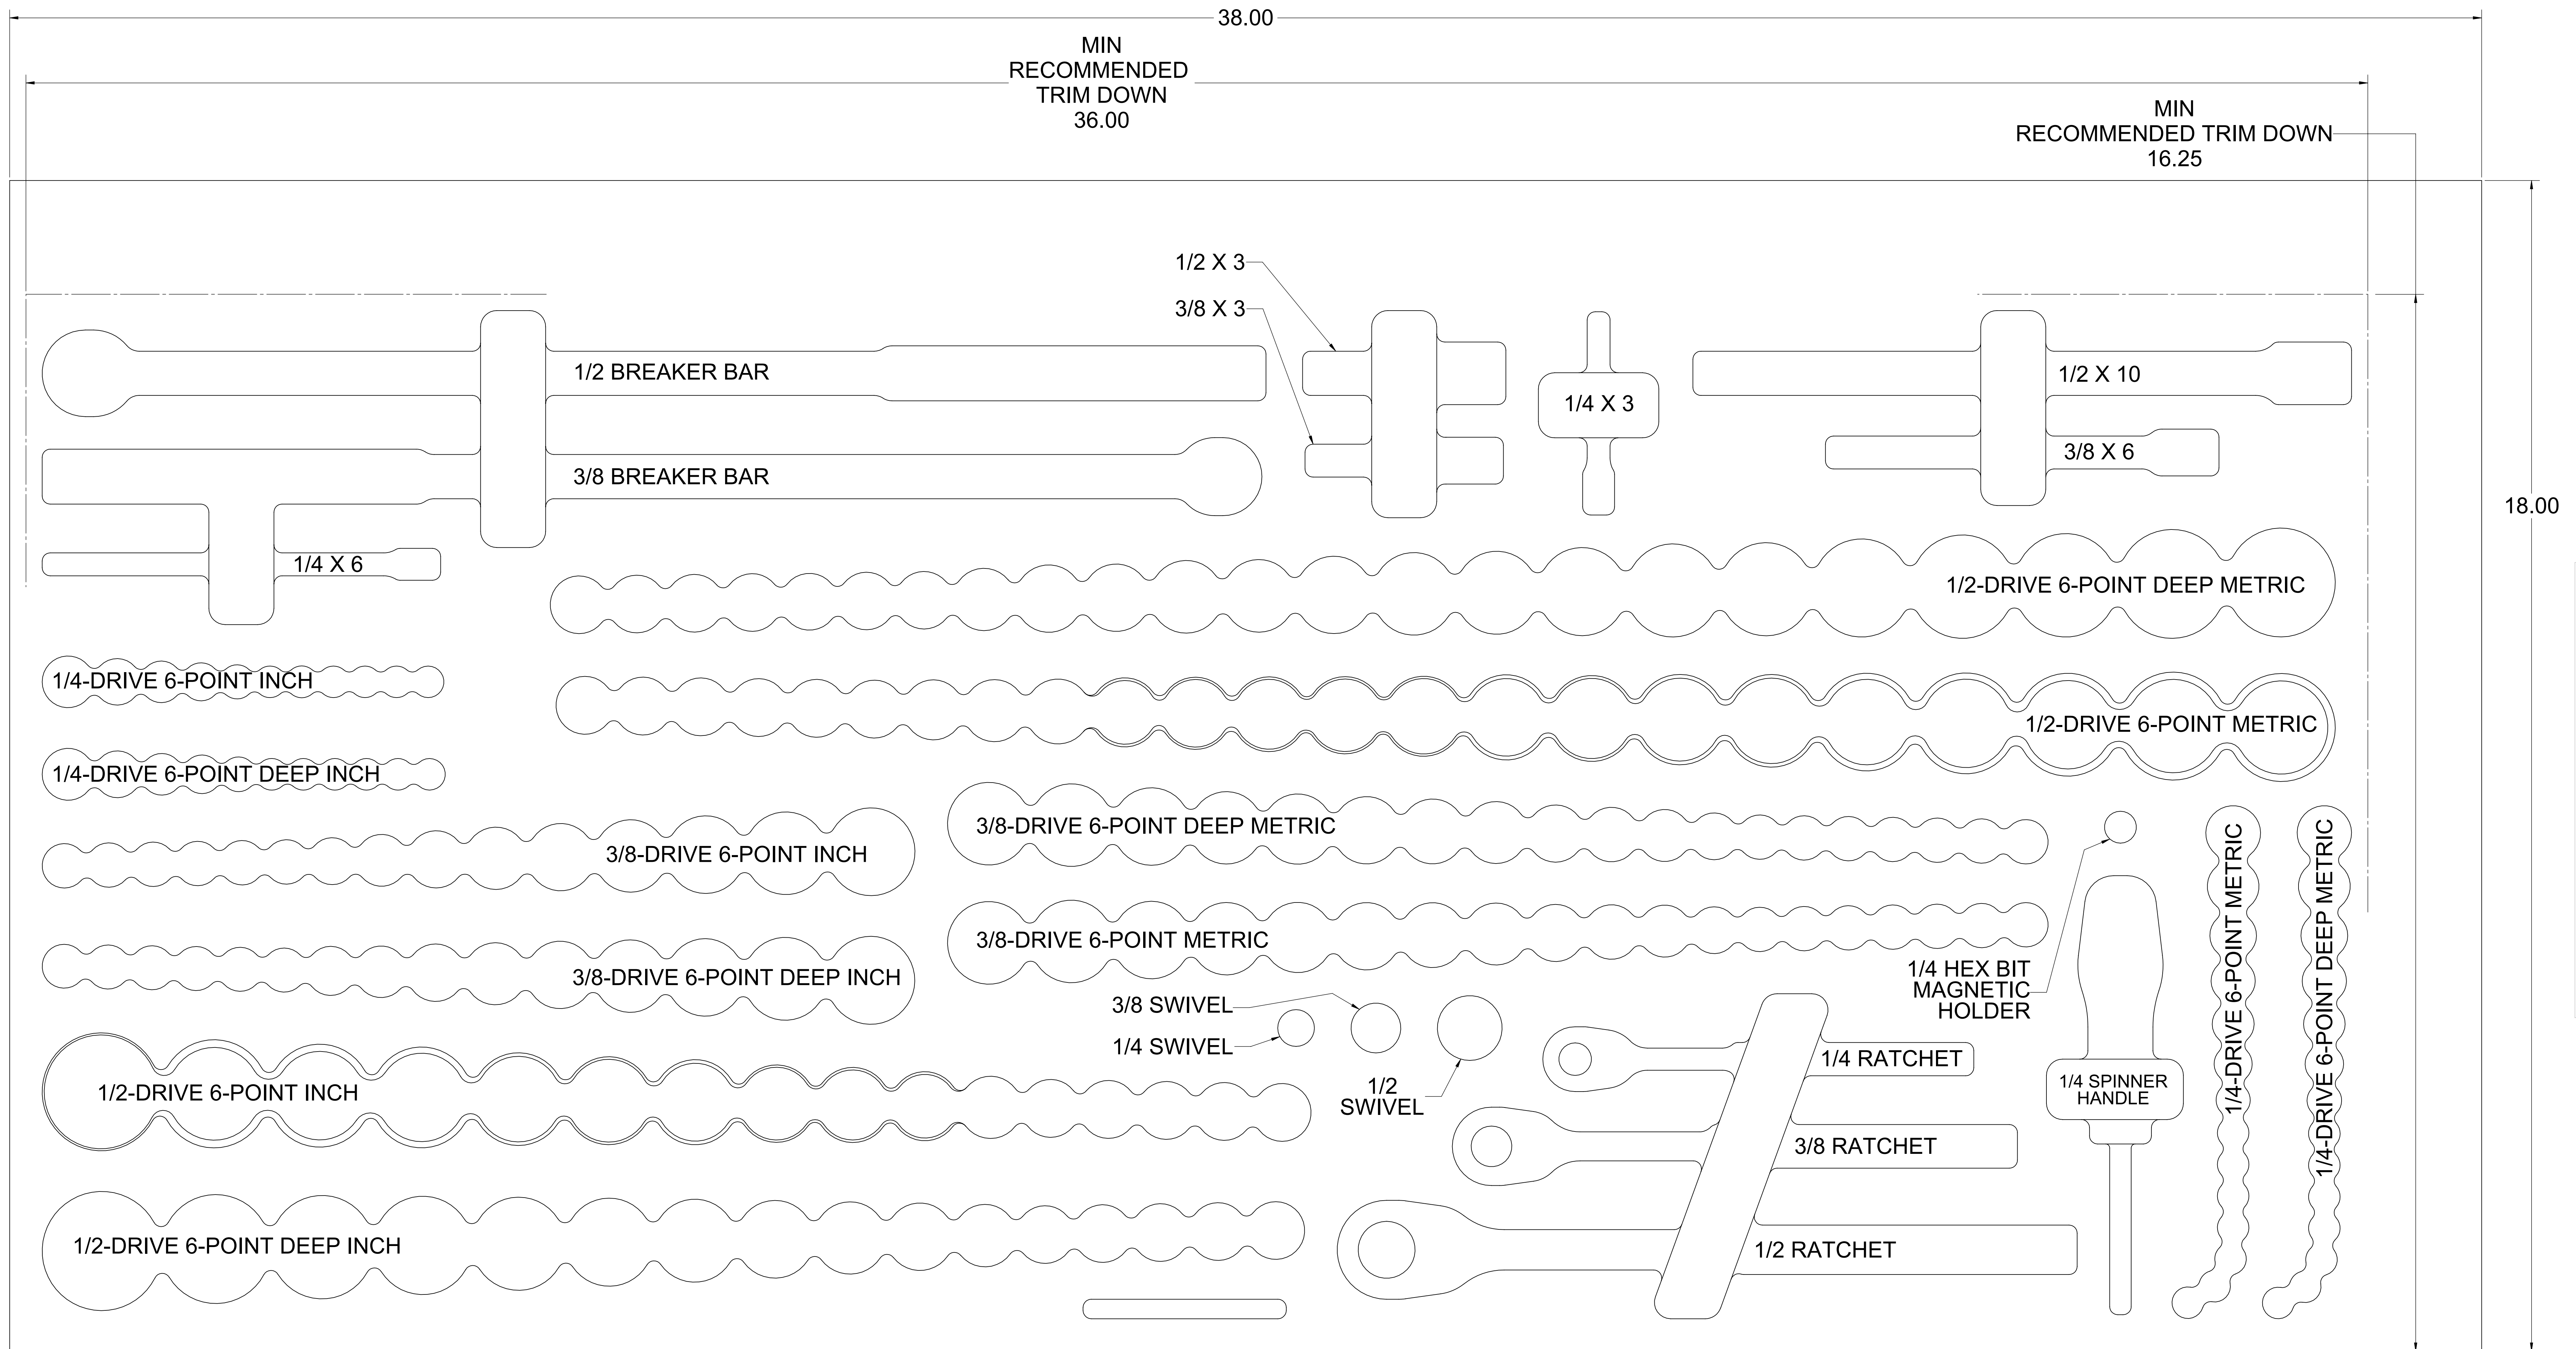 38.00
MIN
RECOMMENDED
TRIM DOWN
36.00
MIN
RECOMMENDED TRIM DOWN
16.25
1/2 X 3
3/8 X 3
1/2 BREAKER BAR
1/4 X 3
1/2 X 10
3/8 X 6
3/8 BREAKER BAR
18.00
1/4 X 6
1/2-DRIVE 6-POINT DEEP METRIC
1/4-DRIVE 6-POINT INCH
1/2-DRIVE 6-POINT METRIC
1/4-DRIVE 6-POINT DEEP INCH
3/8-DRIVE 6-POINT DEEP METRIC
3/8-DRIVE 6-POINT INCH
3/8-DRIVE 6-POINT METRIC
3/8-DRIVE 6-POINT DEEP INCH
1/4 HEX BIT
MAGNETIC
HOLDER
1/4-DRIVE 6-POINT METRIC
1/4-DRIVE 6-POINT DEEP METRIC
3/8 SWIVEL
1/4 SWIVEL
1/2
SWIVEL
1/4 RATCHET
1/4 SPINNER
HANDLE
1/2-DRIVE 6-POINT INCH
3/8 RATCHET
1/2-DRIVE 6-POINT DEEP INCH
1/2 RATCHET